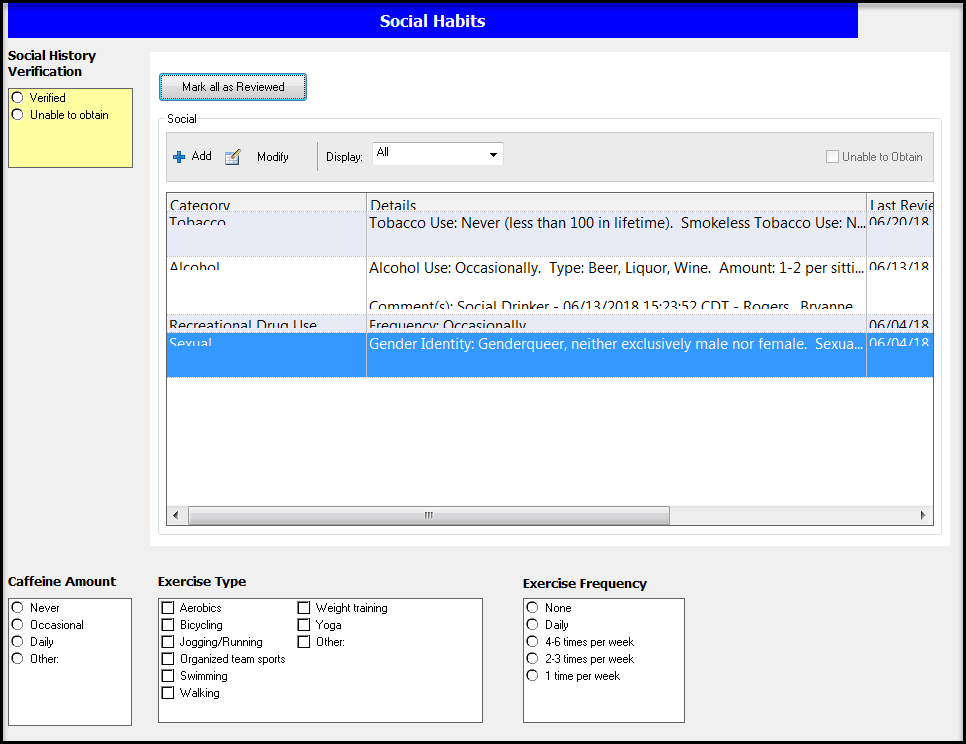 Social Habits
Social History
Verification
Verified
Unable to obtain
Mark all as Reviewed
Social
Add
Modify
Display:
All
Unable to Obtain
Category
Details
Last Revie
Tobacco
Tobacco Use: Never (less than 100 in lifetime).  Smokeless Tobacco Use: N...
06/20/18
Alcohol
Alcohol Use: Occasionally.  Type: Beer, Liquor, Wine.  Amount: 1-2 per sitti...
06/13/18
Comment(s): Social Drinker - 06/13/2018 15:23:52 CDT - Rogers, Bryanne
Recreational Drug Use
Frequency: Occasionally
06/04/18
Sexual
Gender Identity: Genderqueer, neither exclusively male nor female.  Sexua...
06/04/18
Caffeine Amount
Never
Occasional
Daily
Other:
Exercise Type
Aerobics
Bicycling
Jogging/Running
Organized team sports
Swimming
Walking
Weight training
Yoga
Other:
Exercise Frequency
None
Daily
4-6 times per week
2-3 times per week
1 time per week